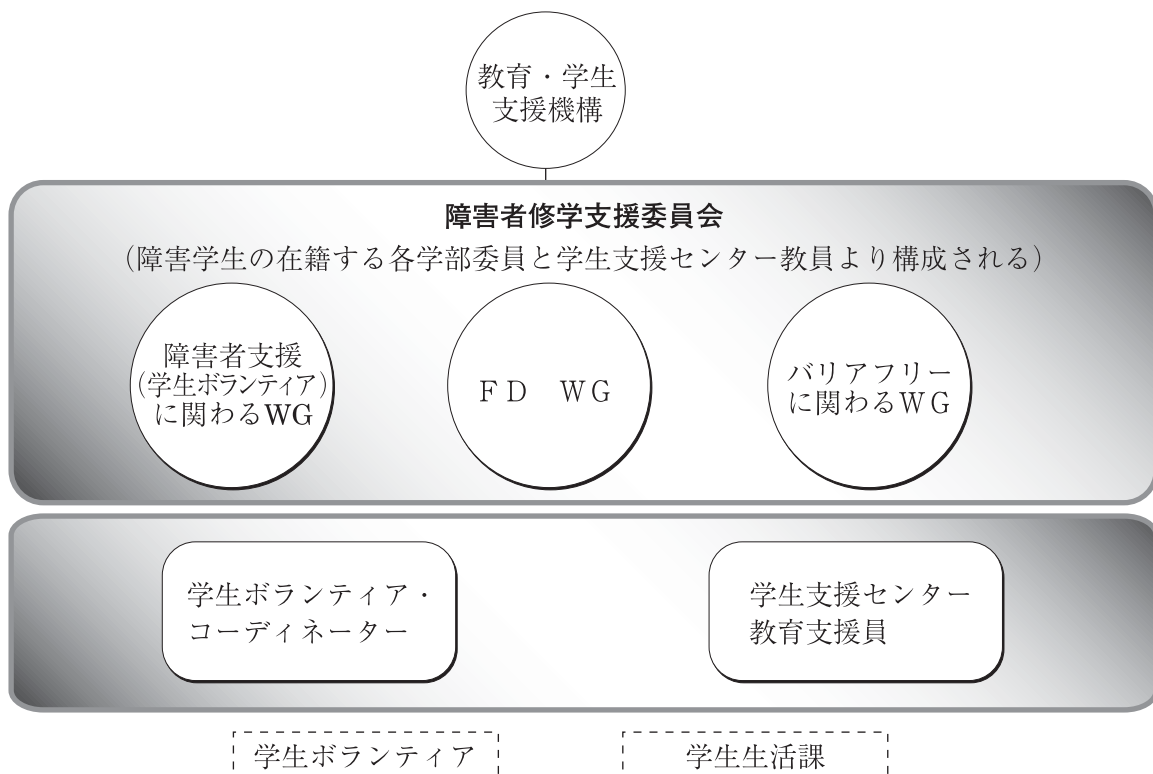 教育・学生
支援機構
障害者修学支援委員会
(障害学生の在籍する各学部委員と学生支援センター教員より構成される)
障害者支援
(学生ボランティア)
に関わるWG
ＦＤ　ＷＧ
バリアフリー
に関わるＷＧ
学生ボランティア・
コーディネーター
学生支援センター
教育支援員
学生ボランティア
学生生活課